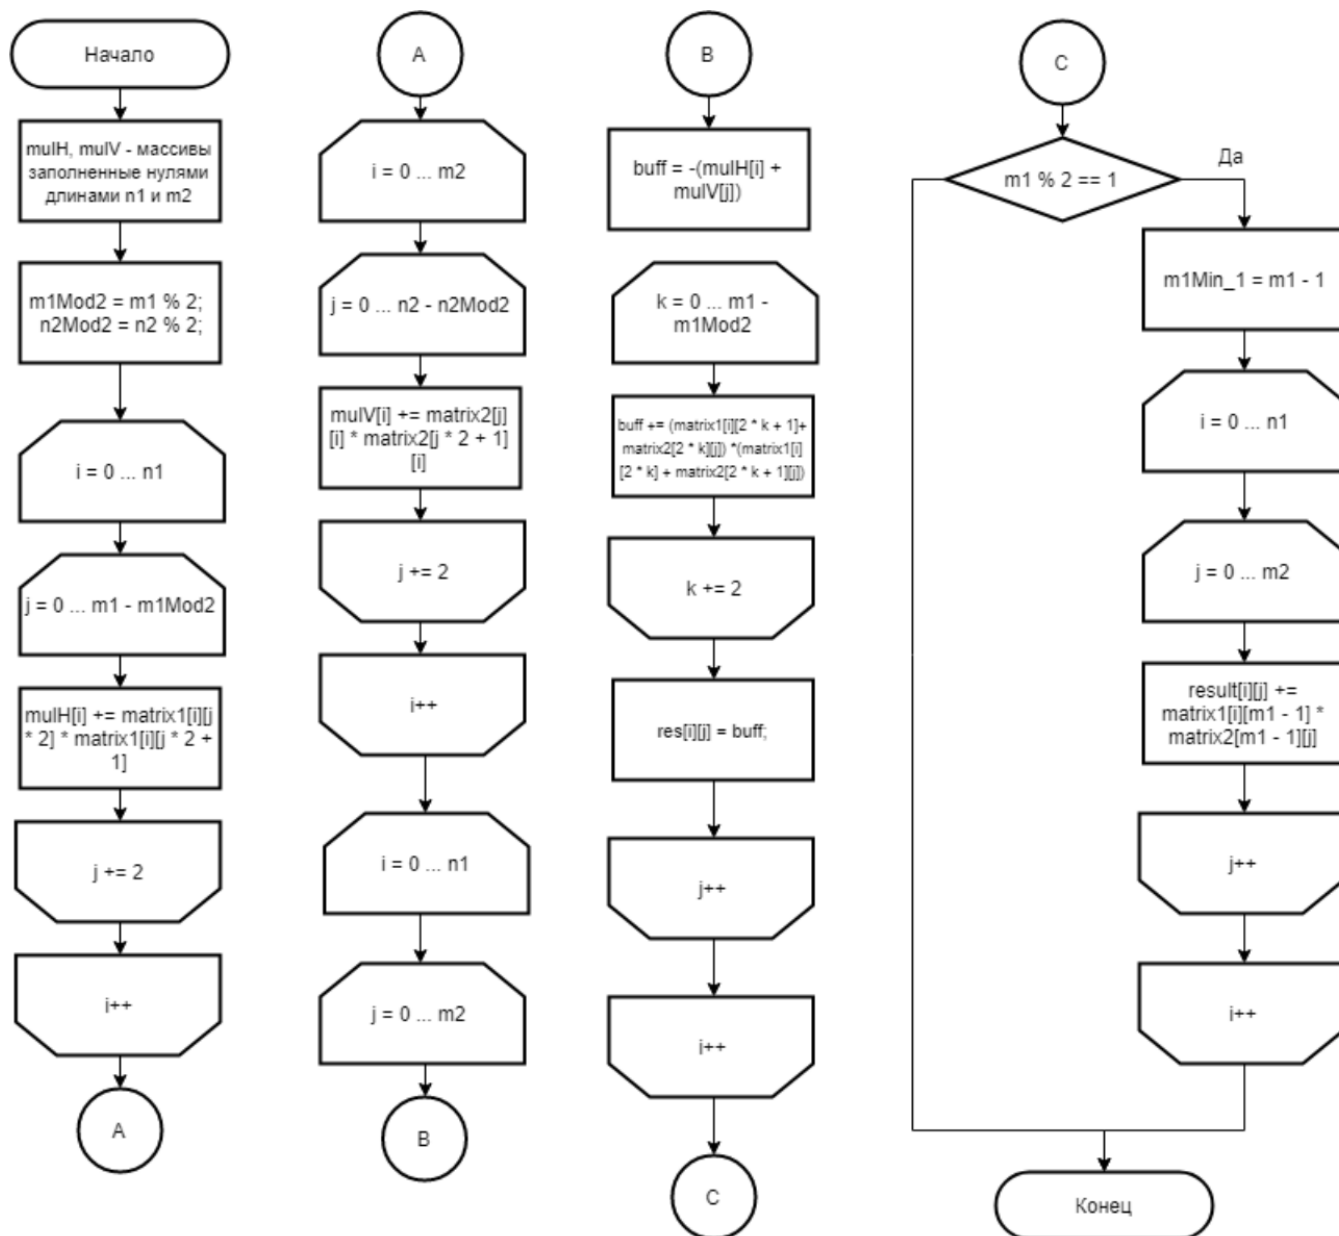 Начало
mulH, mulV - массивы
заполненные нулями
длинами n1 и m2
m1Mod2 = m1 % 2;
n2Mod2 = n2 % 2;
i = 0 ... n1
j = 0 ... m1 - m1Mod2
mulH[i] += matrix1[i][j
* 2] * matrix1[i][j * 2 +
1]
j += 2
i++
A
A
i = 0 ... m2
j = 0 ... n2 - n2Mod2
mulV[i] += matrix2[j]
[i] * matrix2[j * 2 + 1]
[i]
j += 2
i++
i = 0 ... n1
j = 0 ... m2
B
B
buff = -(mulH[i] +
mulV[j])
k = 0 ... m1 -
m1Mod2
buff += (matrix1[i][2 * k + 1]+
matrix2[2 * k][j]) *(matrix1[i]
[2 * k] + matrix2[2 * k + 1][j])
k += 2
res[i][j] = buff;
j++
i++
C
C
m1 % 2 == 1
Да
m1Min_1 = m1 - 1
i = 0 ... n1
j = 0 ... m2
result[i][j] +=
matrix1[i][m1 - 1] *
matrix2[m1 - 1][j]
j++
i++
Конец